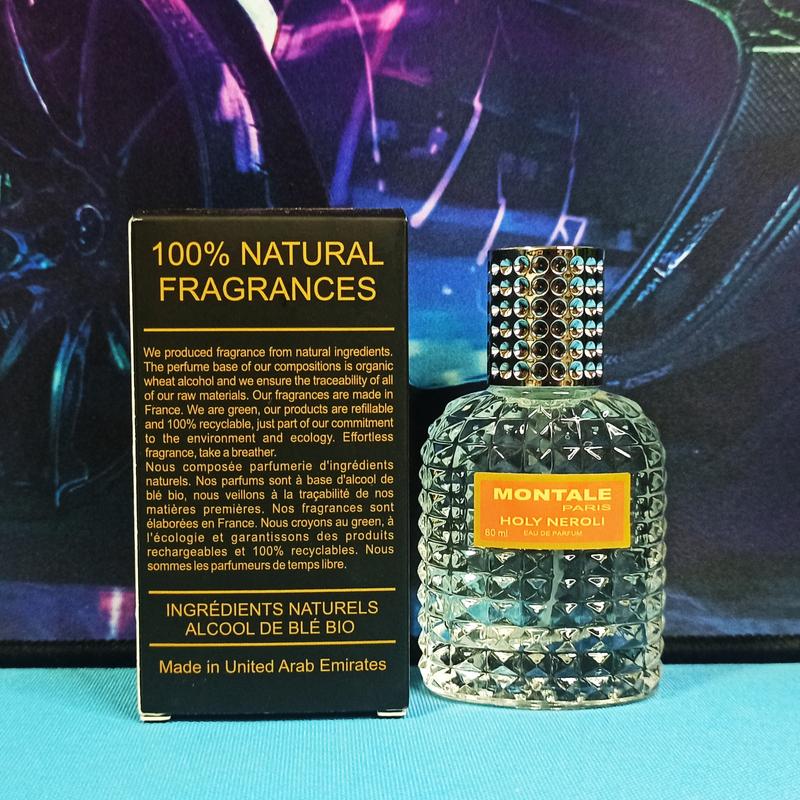 100% NATURAL
FRAGRANCES
We produced fragrance from natural ingredients.
The perfume base of our compositions is organic
wheat alcohol and we ensure the traceability of all
of our raw materials. Our fragrances are made in
France. We are green, our products are refillable
and 100% recyclable, just part of our commitment
to the environment and ecology. Effortless
fragrance, take a breather.
Nous composée parfumerie d'ingrédients
naturels. Nos parfums sont à base d'alcool de
blé bio, nous veillons à la traçabilité de nos
matières premières. Nos fragrances sont
élaborées en France. Nous croyons au green, à
l'écologie et garantissons des produits
rechargeables et 100% recyclables. Nous
sommes les parfumeurs de temps libre.
INGRÉDIENTS NATURELS
ALCOOL DE BLÉ BIO
Made in United Arab Emirates
MONTALE
PARIS
HOLY NEROLI
60 ml EAU DE PARFUM